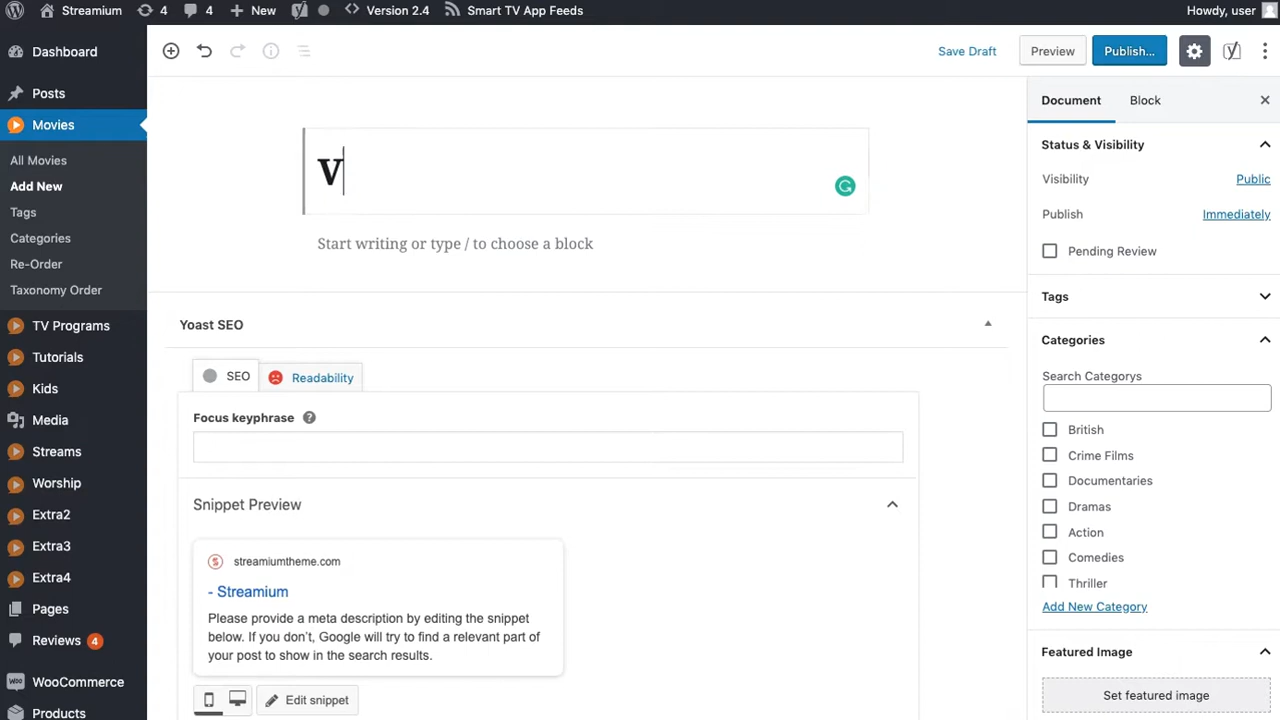 Streamium 4 4 New Version 2.4 Smart TV App Feeds Howdy, user
Dashboard
Posts
Movies
All Movies
Add New
Tags
Categories
Re-Order
Taxonomy Order
TV Programs
Tutorials
Kids
Media
Streams
Worship
Extra2
Extra3
Extra4
Pages
Reviews 4
WooCommerce
Products
Save Draft Preview Publish...
V
Start writing or type / to choose a block
Yoast SEO
SEO Readability
Focus keyphrase ?
Snippet Preview
streamiumtheme.com
- Streamium
Please provide a meta description by editing the snippet
below. If you don't, Google will try to find a relevant part of
your post to show in the search results.
Edit snippet
Document Block
Status & Visibility
Visibility Public
Publish Immediately
Pending Review
Tags
Categories
Search Categorys
British
Crime Films
Documentaries
Dramas
Action
Comedies
Thriller
Add New Category
Featured Image
Set featured image